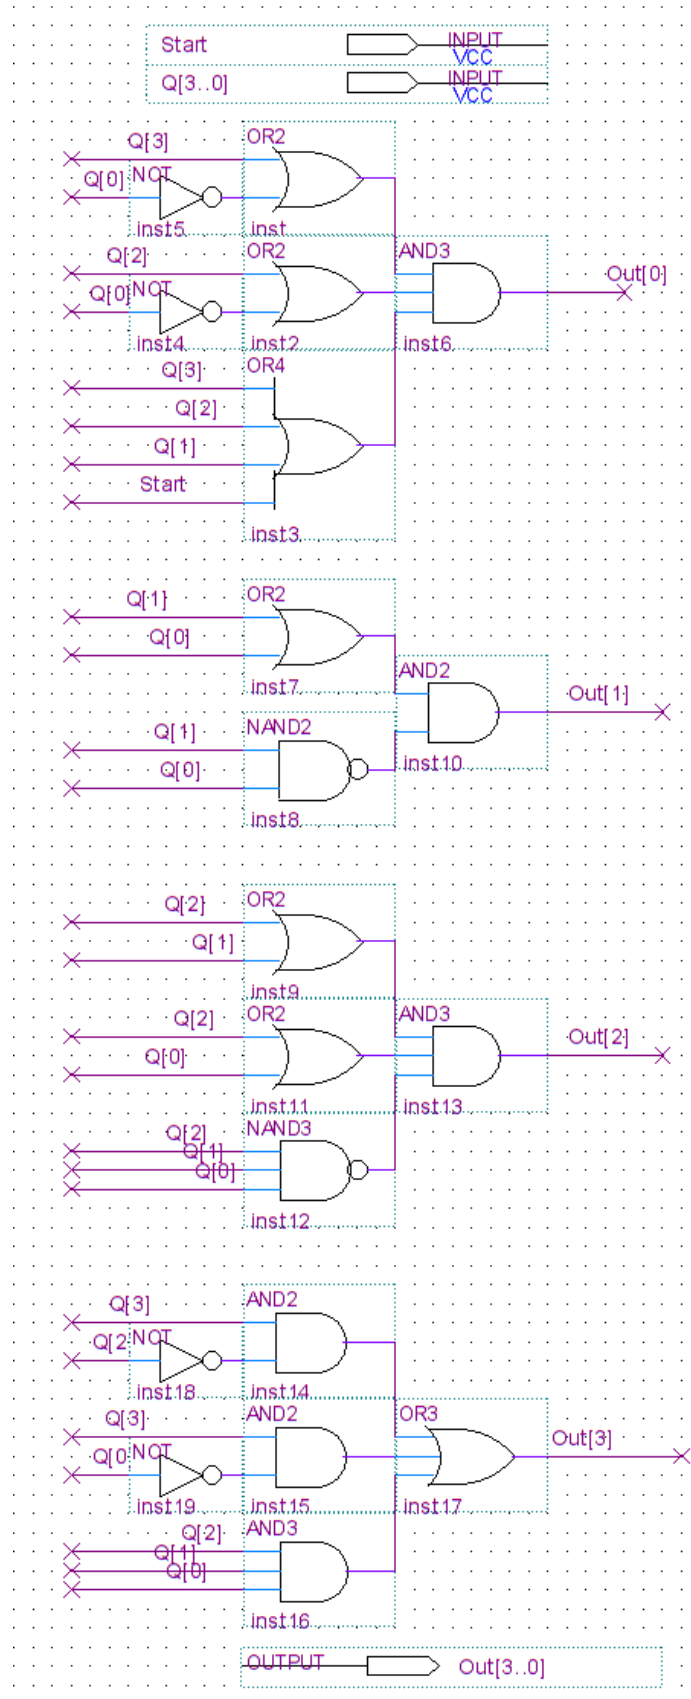 Start INPUT
VCC
Q[3..0] INPUT
VCC
Q[3] OR2
Q[0] NOT
inst5 inst
Q[2] OR2 AND3
Q[0] NOT Out[0]
inst4 inst2 inst6
Q[3] OR4
Q[2]
Q[1]
Start
inst3
Q[1] OR2
Q[0]
inst7 AND2
Out[1]
Q[1] NAND2
Q[0] inst10
inst8
Q[2] OR2
Q[1]
inst9
Q[2] OR2 AND3
Q[0] Out[2]
inst11 inst13
Q[2] NAND3
Q[1]
Q[0]
inst12
Q[3] AND2
Q[2 NOT
inst18 inst14
Q[3] AND2 OR3
Q[0 NOT Out[3]
inst19 inst15 inst17
Q[2] AND3
Q[1]
Q[0]
inst16
OUTPUT Out[3..0]